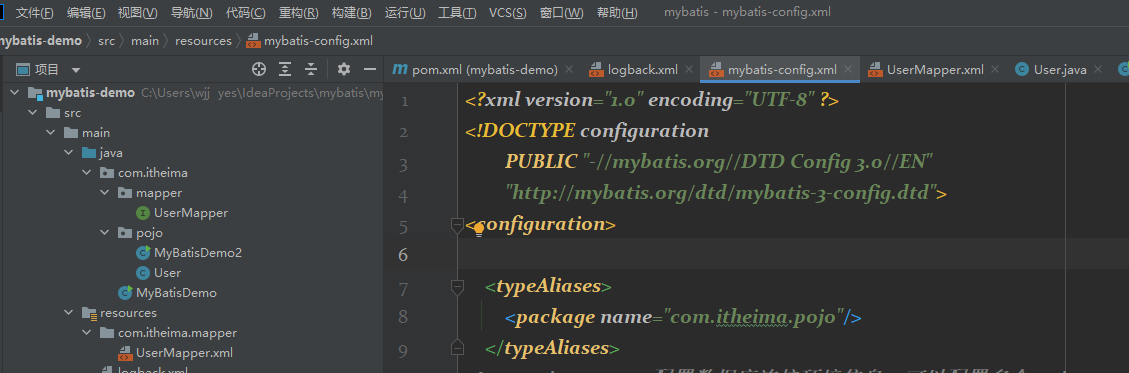 文件(F) 编辑(E) 视图(V) 导航(N) 代码(C) 重构(R) 构建(B) 运行(U) 工具(T) VCS(S) 窗口(W) 帮助(H) mybatis - mybatis-config.xml
mybatis-demo src main resources mybatis-config.xml
项目
pom.xml (mybatis-demo) logback.xml mybatis-config.xml UserMapper.xml User.java
mybatis-demo C:\Users\wjj yes\IdeaProjects\mybatis\my
src
main
java
com.itheima
mapper
UserMapper
pojo
MyBatisDemo2
User
MyBatisDemo
resources
com.itheima.mapper
UserMapper.xml
logback.xml
1 <?xml version="1.0" encoding="UTF-8" ?>
2 <!DOCTYPE configuration
3 PUBLIC "-//mybatis.org//DTD Config 3.0//EN"
4 "http://mybatis.org/dtd/mybatis-3-config.dtd">
5 <configuration>
6
7 <typeAliases>
8 <package name="com.itheima.pojo"/>
9 </typeAliases>